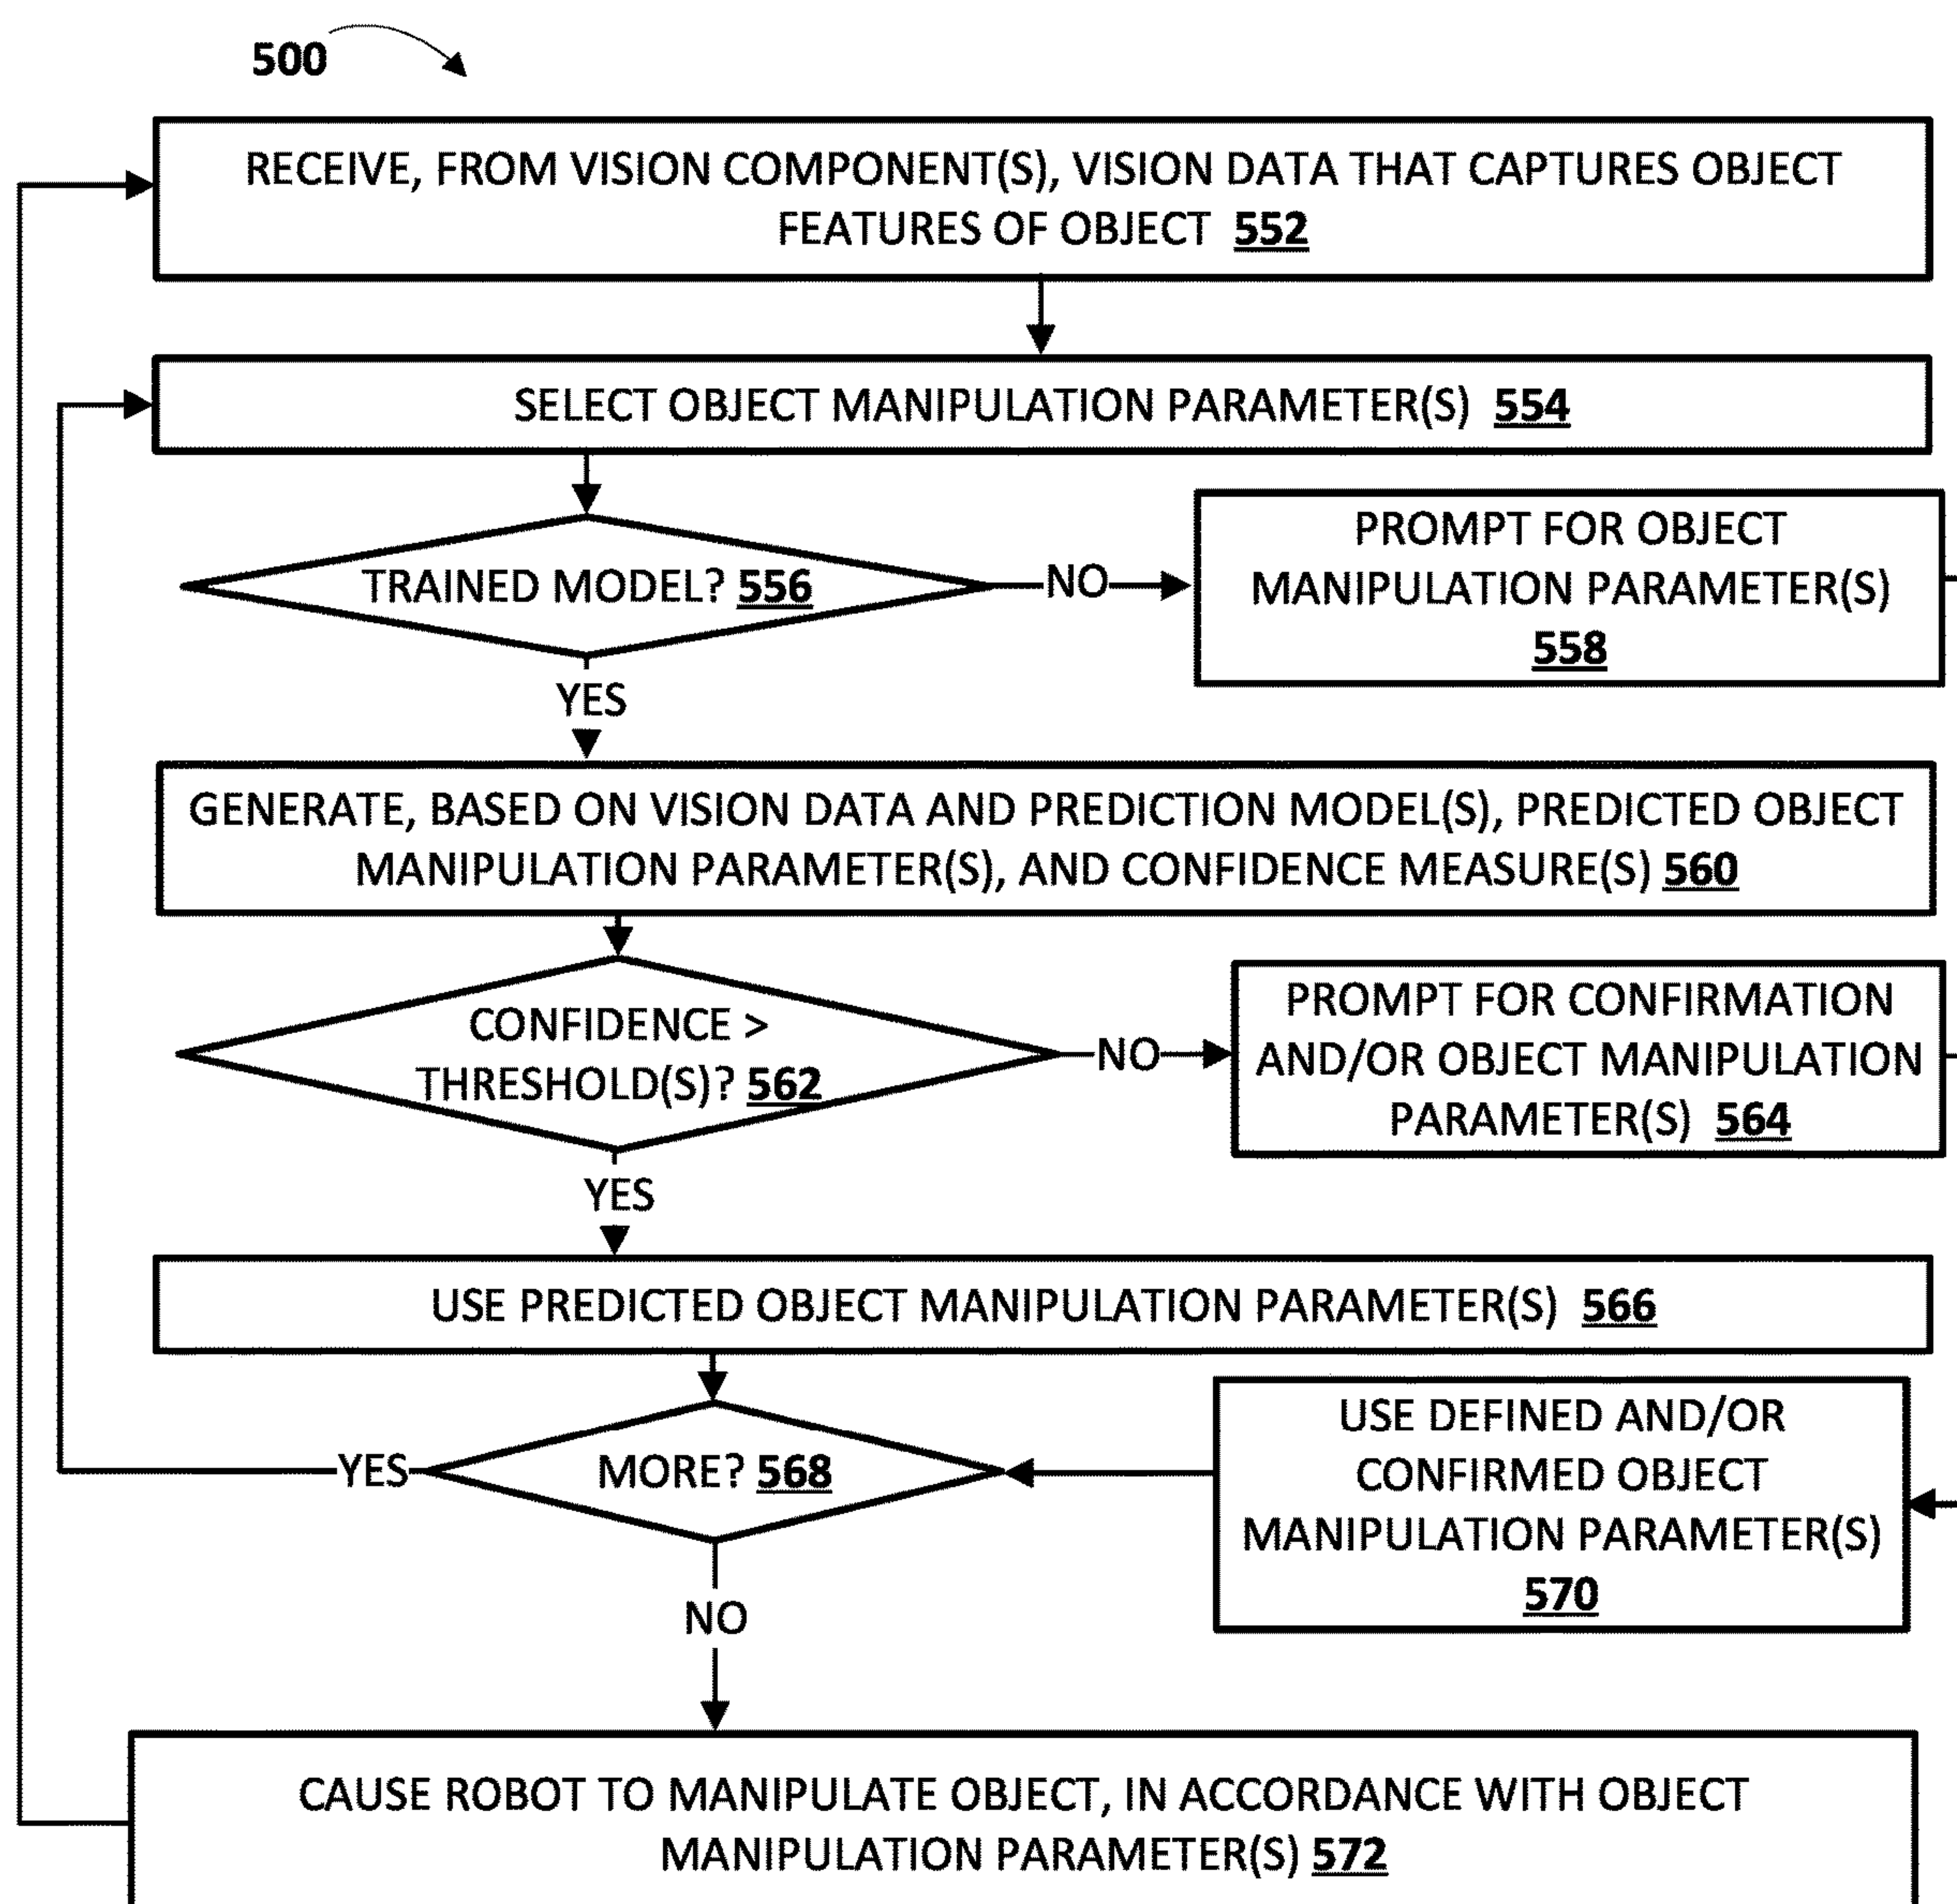 500
RECEIVE, FROM VISION COMPONENT(S), VISION DATA THAT CAPTURES OBJECT
FEATURES OF OBJECT 552
SELECT OBJECT MANIPULATION PARAMETER(S) 554
TRAINED MODEL? 556
NO
PROMPT FOR OBJECT
MANIPULATION PARAMETER(S)
558
YES
GENERATE, BASED ON VISION DATA AND PREDICTION MODEL(S), PREDICTED OBJECT
MANIPULATION PARAMETER(S), AND CONFIDENCE MEASURE(S) 560
CONFIDENCE >
THRESHOLD(S)? 562
NO
PROMPT FOR CONFIRMATION
AND/OR OBJECT MANIPULATION
PARAMETER(S) 564
YES
USE PREDICTED OBJECT MANIPULATION PARAMETER(S) 566
YES
MORE? 568
USE DEFINED AND/OR
CONFIRMED OBJECT
MANIPULATION PARAMETER(S)
570
NO
CAUSE ROBOT TO MANIPULATE OBJECT, IN ACCORDANCE WITH OBJECT
MANIPULATION PARAMETER(S) 572